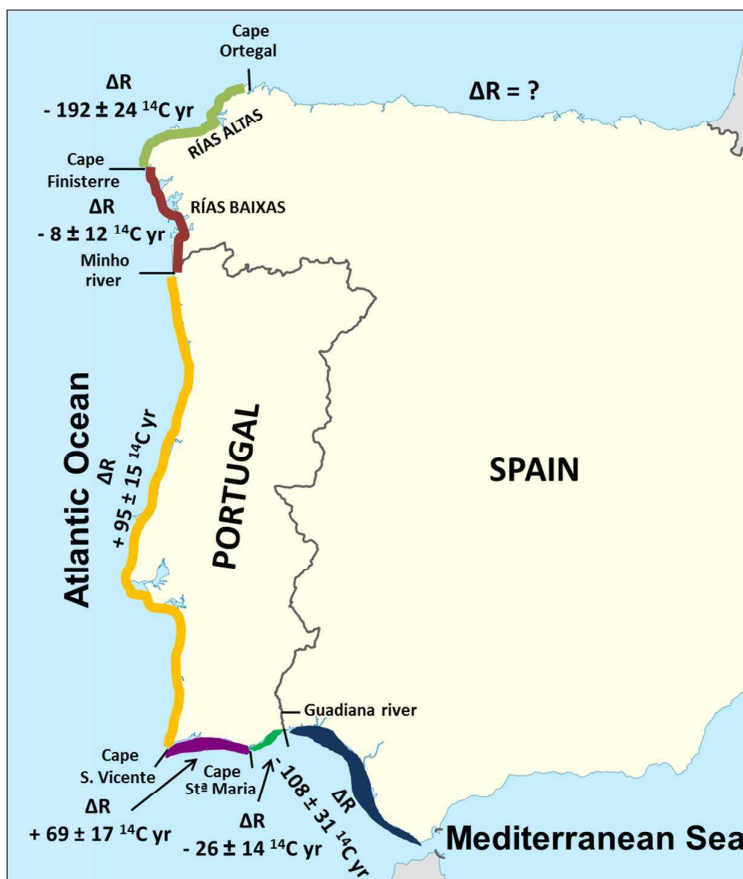 Cape
Ortegal
ΔR
- 192 ± 24 ¹⁴C yr
ΔR = ?
RÍAS ALTAS
Cape
Finisterre
RÍAS BAIXAS
ΔR
- 8 ± 12 ¹⁴C yr
Minho
river
Atlantic Ocean
ΔR
+ 95 ± 15 ¹⁴C yr
PORTUGAL
SPAIN
Guadiana river
Cape
S. Vicente
Cape
Stª Maria
ΔR
+ 69 ± 17 ¹⁴C yr
ΔR
- 26 ± 14 ¹⁴C yr
ΔR
- 108 ± 31 ¹⁴C yr
Mediterranean Sea